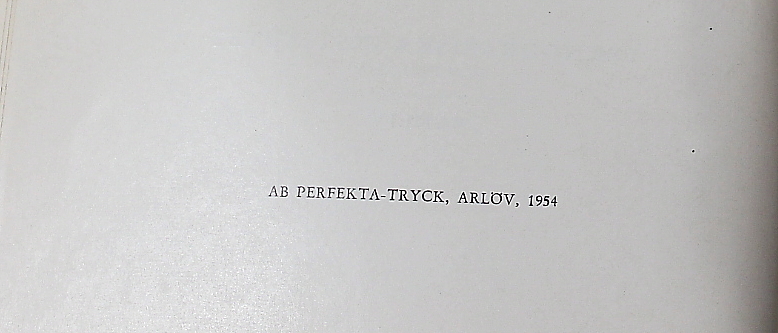 AB PERFEKTA-TRYCK, ARLÖV, 1954